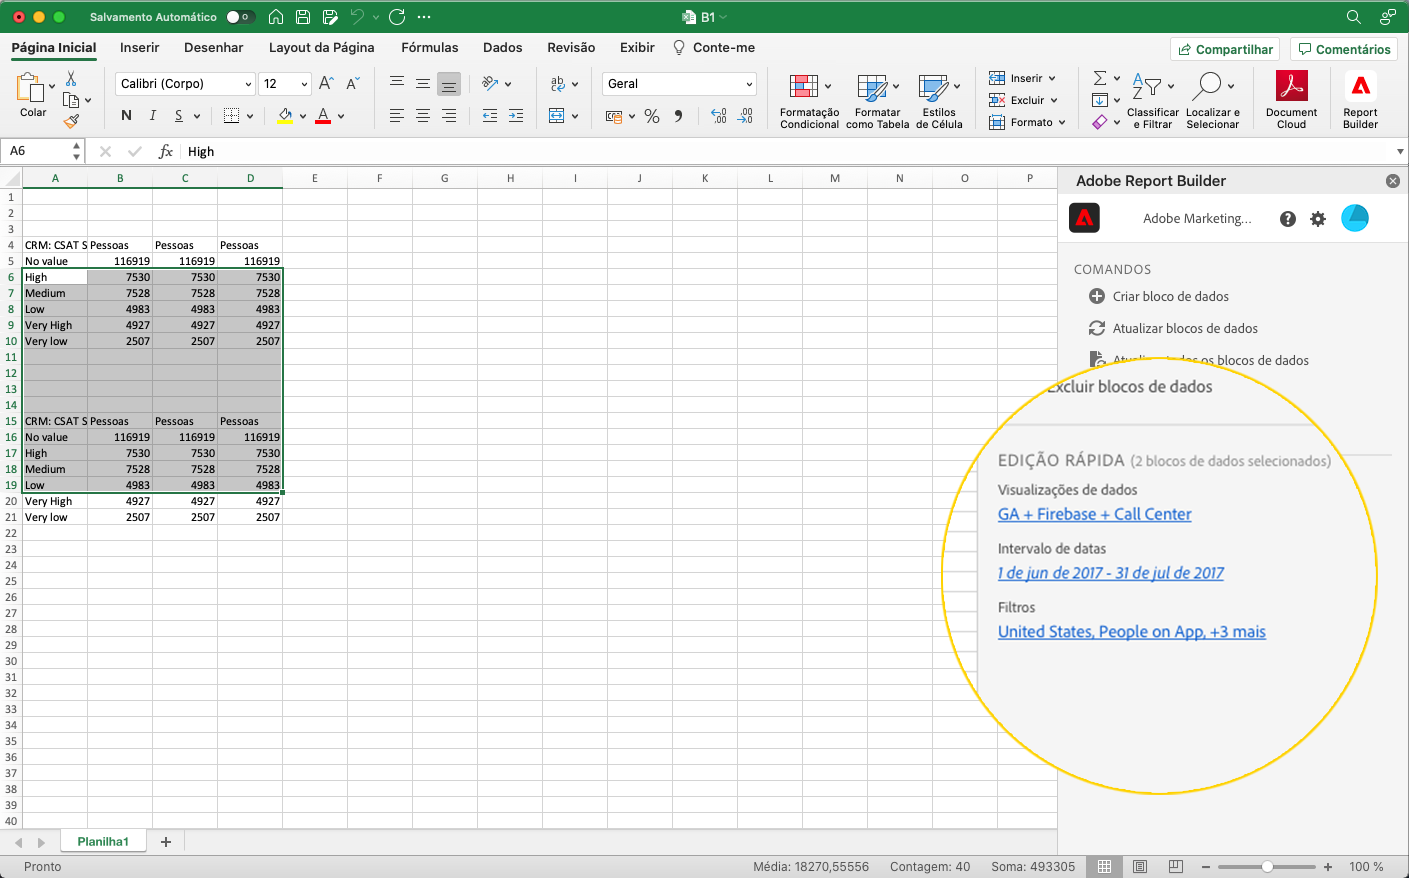 Salvamento Automático
B1
Página Inicial Inserir Desenhar Layout da Página Fórmulas Dados Revisão Exibir Conte-me
Compartilhar Comentários
Colar
Calibri (Corpo) 12
N I S
ab
c
Geral
%
Formatação Condicional
Formatar como Tabela
Estilos de Célula
Inserir
Excluir
Formato
Classificar e Filtrar
Localizar e Selecionar
Document Cloud
Report Builder
A6 fx High
A B C D E F G H I J K L M N O P
1
2
3
4 CRM: CSAT S Pessoas Pessoas Pessoas
5 No value 116919 116919 116919
6 High 7530 7530 7530
7 Medium 7528 7528 7528
8 Low 4983 4983 4983
9 Very High 4927 4927 4927
10 Very low 2507 2507 2507
11
12
13
14
15 CRM: CSAT S Pessoas Pessoas Pessoas
16 No value 116919 116919 116919
17 High 7530 7530 7530
18 Medium 7528 7528 7528
19 Low 4983 4983 4983
20 Very High 4927 4927 4927
21 Very low 2507 2507 2507
22
23
24
25
26
27
28
29
30
31
32
33
34
35
36
37
38
39
40
Adobe Report Builder
Adobe Marketing...
COMANDOS
Criar bloco de dados
Atualizar blocos de dados
Atualizar todos os blocos de dados
Excluir blocos de dados
EDIÇÃO RÁPIDA (2 blocos de dados selecionados)
Visualizações de dados
GA + Firebase + Call Center
Intervalo de datas
1 de jun de 2017 - 31 de jul de 2017
Filtros
United States, People on App, +3 mais
Planilha1
Pronto
Média: 18270,55556 Contagem: 40 Soma: 493305
100 %